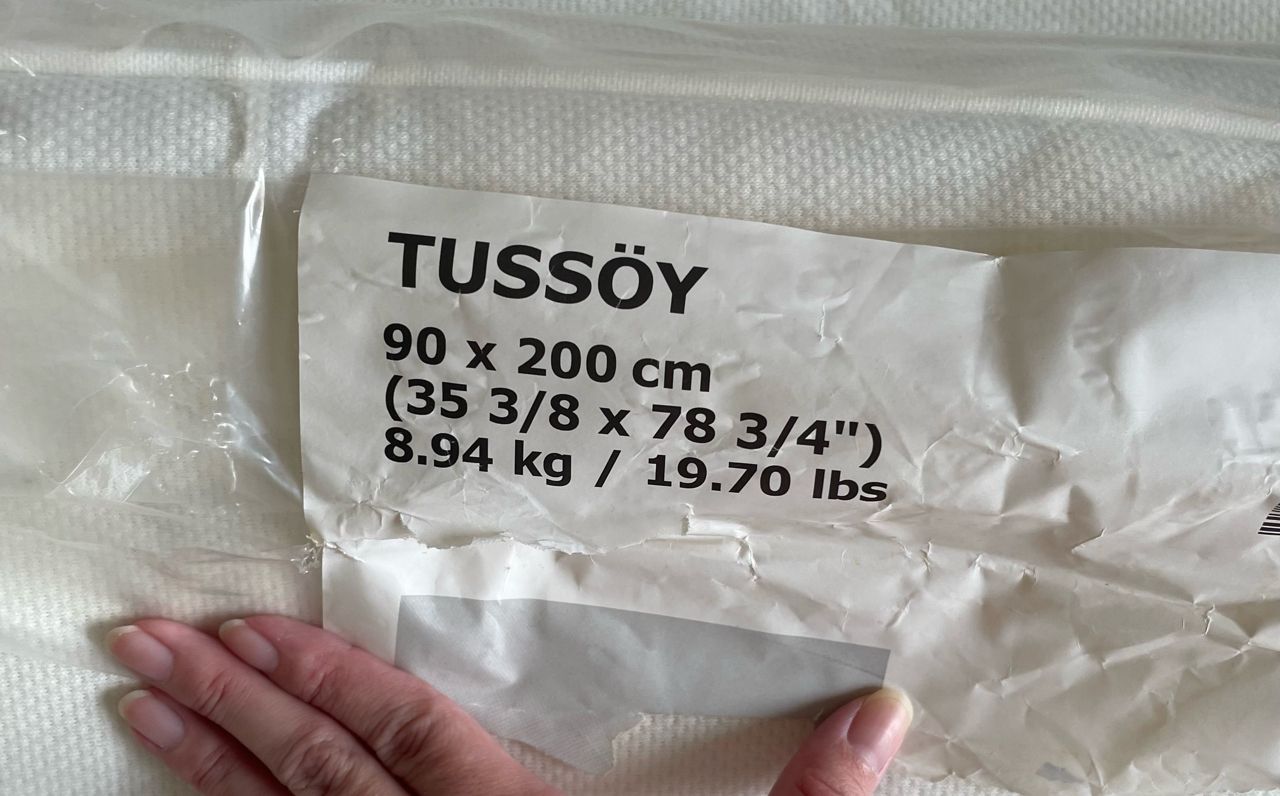 TUSSÖY
90 x 200 cm
(35 3/8 x 78 3/4")
8.94 kg / 19.70 lbs